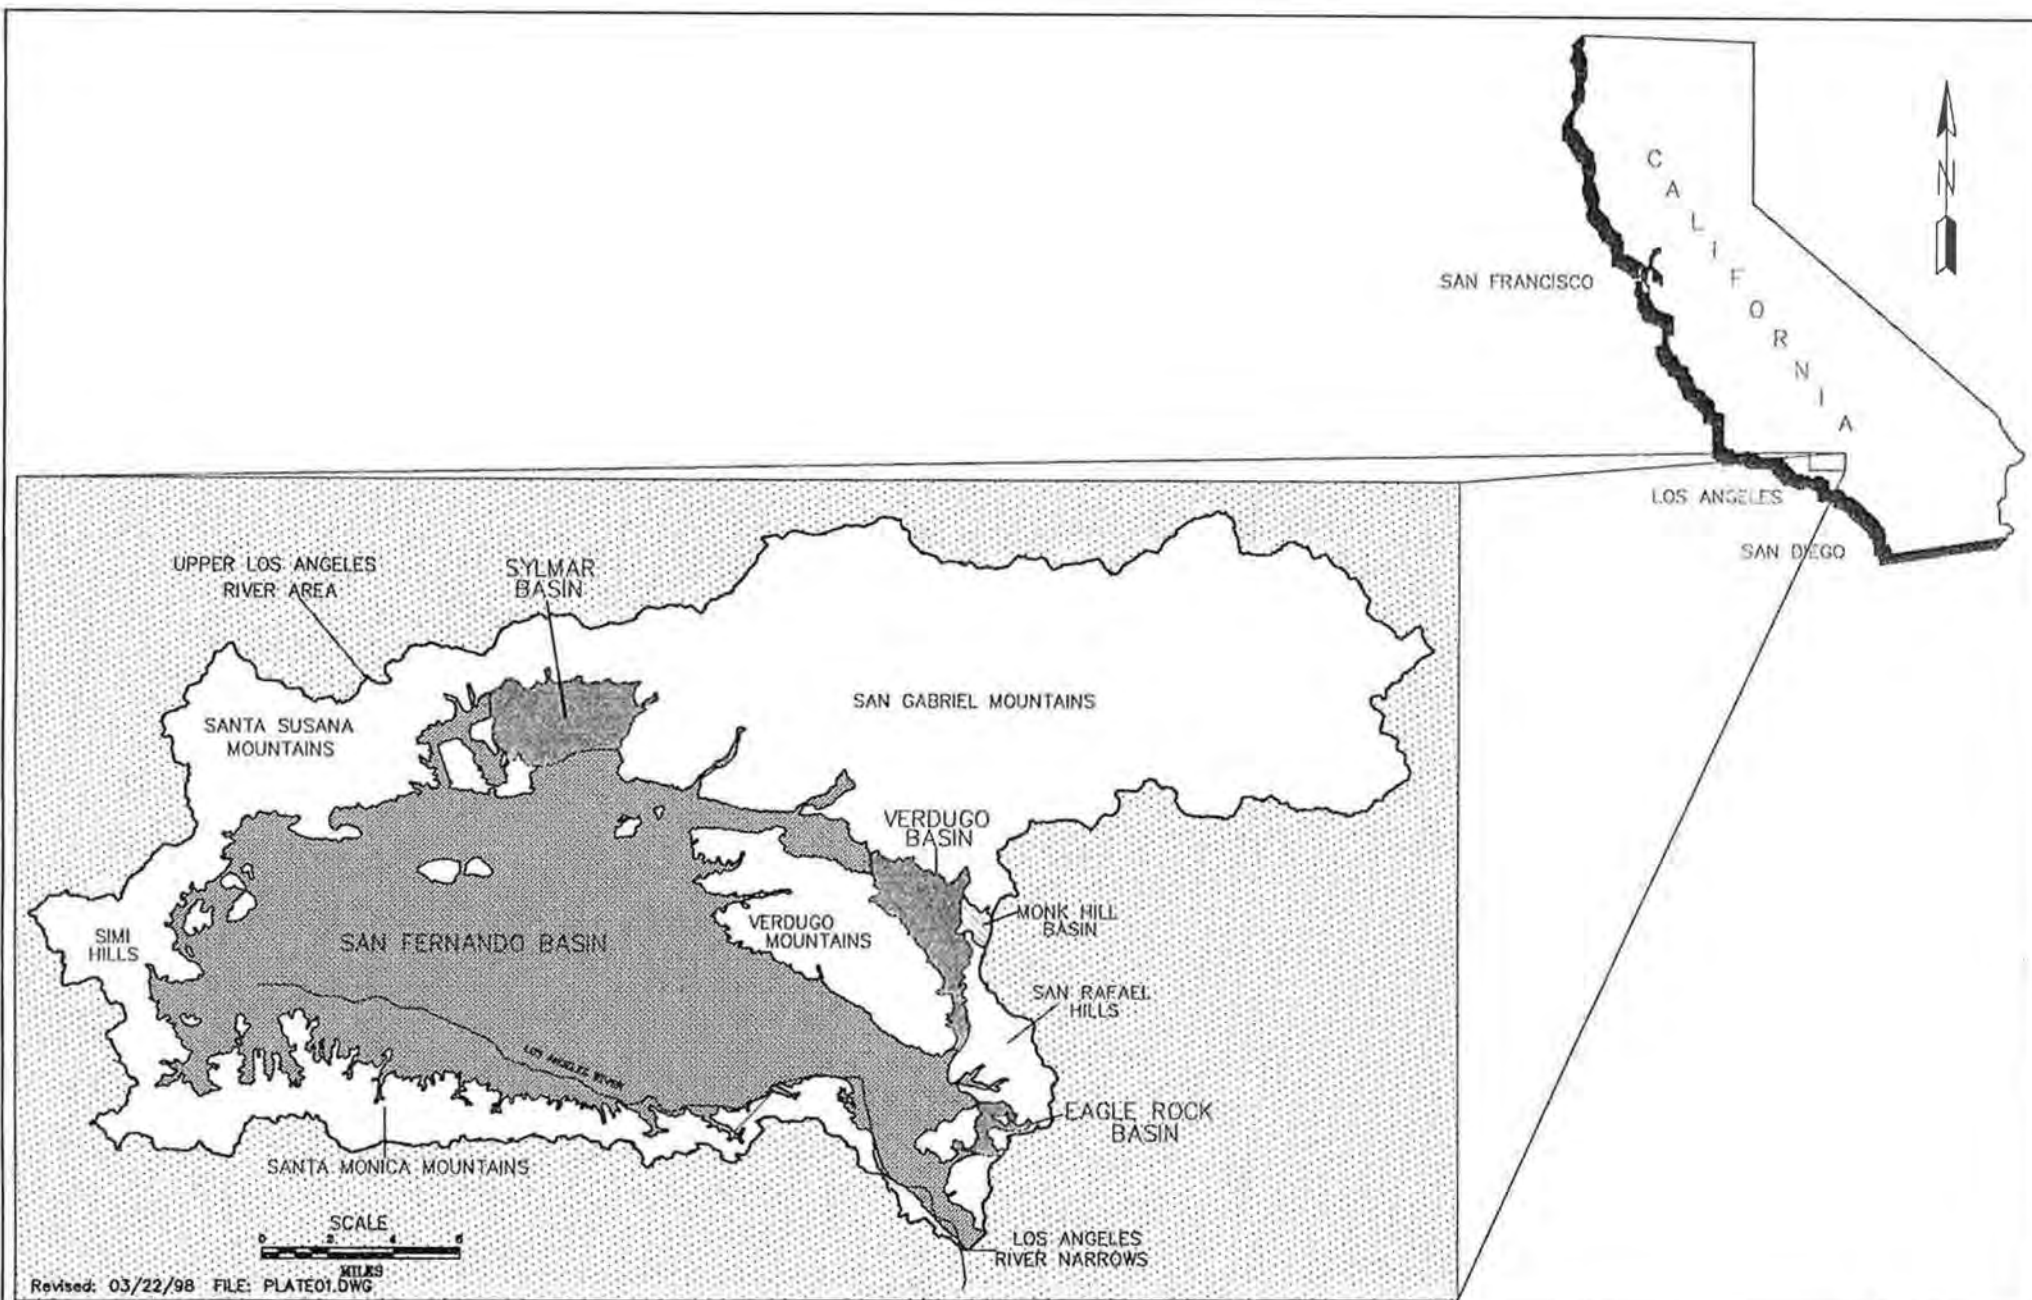 CALIFORNIA
N
SAN FRANCISCO
LOS ANGELES
SAN DIEGO
UPPER LOS ANGELES
RIVER AREA
SYLMAR
BASIN
SANTA SUSANA
MOUNTAINS
SAN GABRIEL MOUNTAINS
VERDUGO
BASIN
MONK HILL
BASIN
SIMI
HILLS
SAN FERNANDO BASIN
VERDUGO
MOUNTAINS
SAN RAFAEL
HILLS
LOS ANGELES RIVER
EAGLE ROCK
BASIN
SANTA MONICA MOUNTAINS
SCALE
0 2 4 6
MILES
LOS ANGELES
RIVER NARROWS
Revised: 03/22/98 FILE: PLATE01.DWG